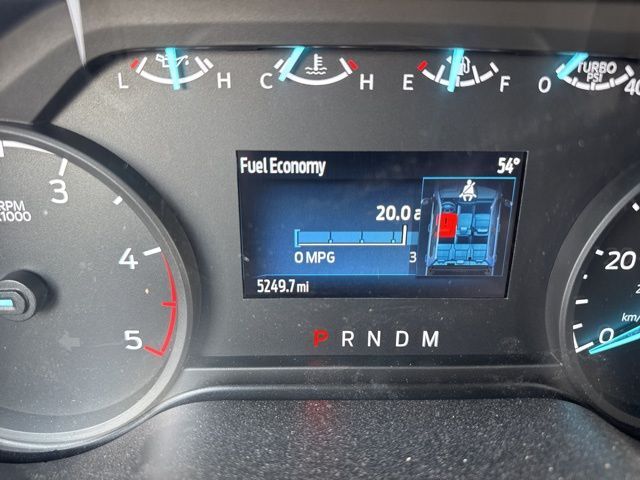 L H C H E F 0 TURBO PSI 40
RPM
X1000
3
4
5
Fuel Economy 54°
20.0 a
0 MPG 3
5249.7 mi
P R N D M
20
km/
0